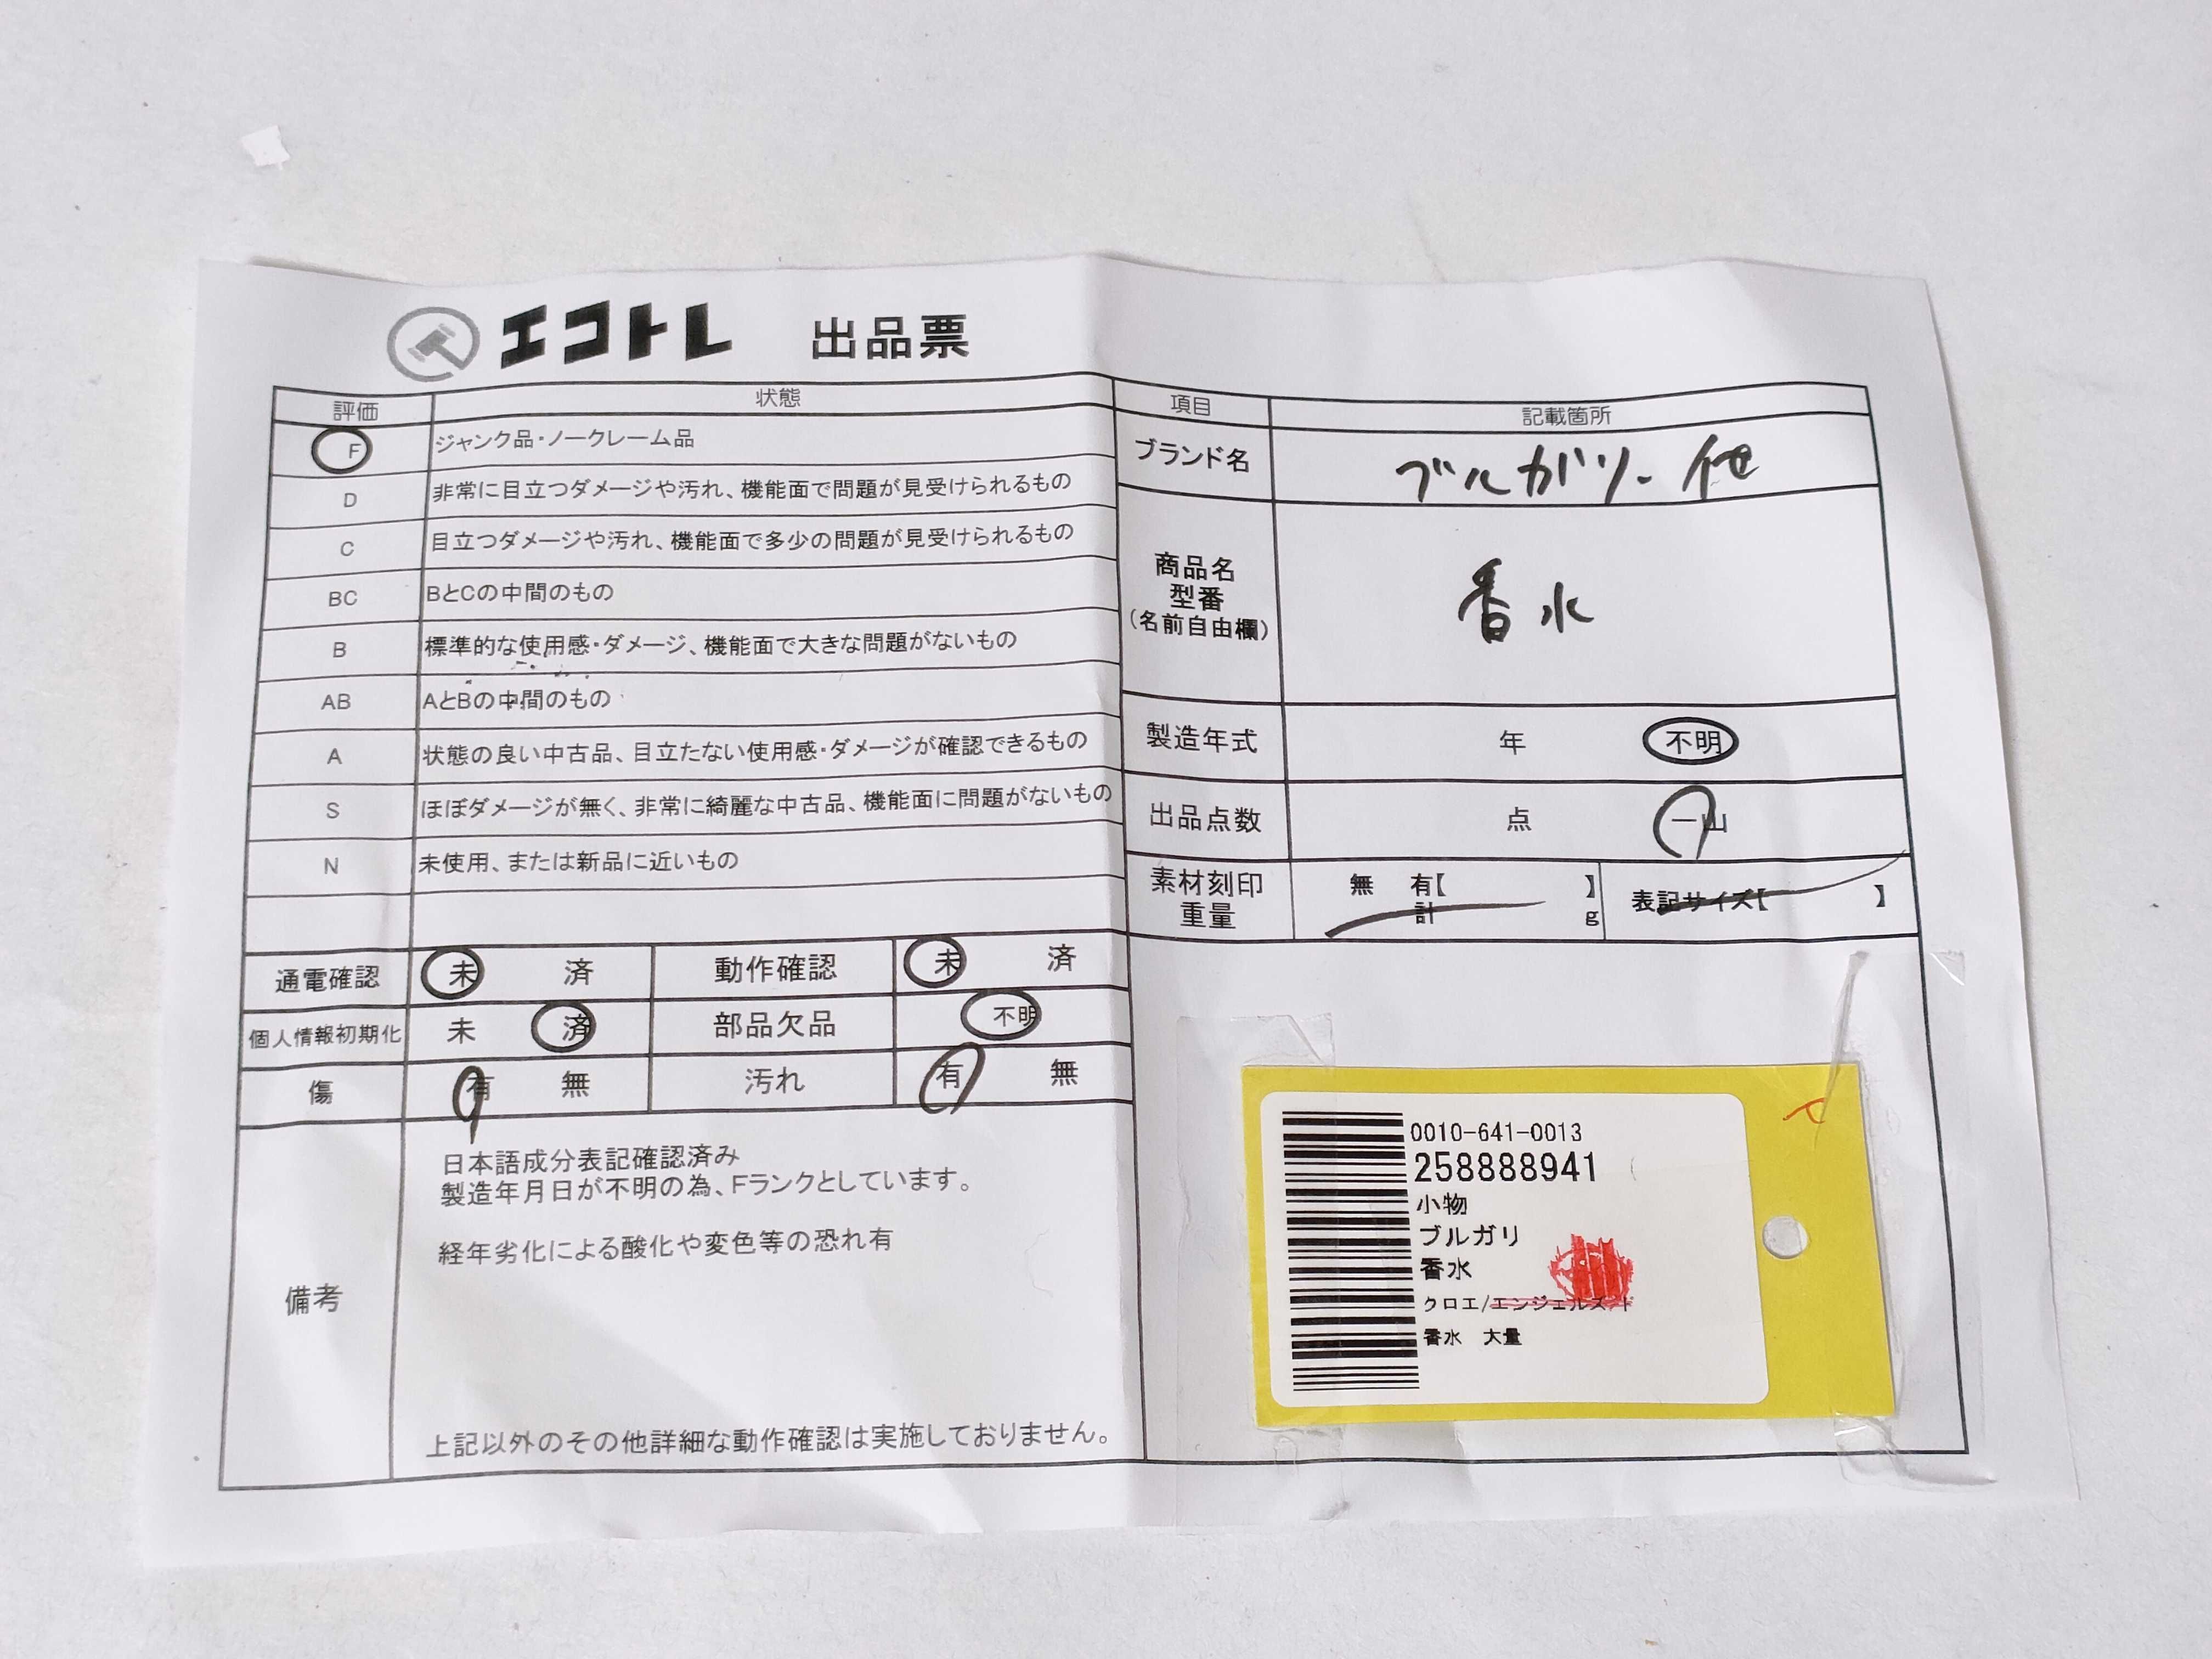 エコトレ 出品票
評価 状態
F ジャンク品・ノークレーム品
D 非常に目立つダメージや汚れ、機能面で問題が見受けられるもの
C 目立つダメージや汚れ、機能面で多少の問題が見受けられるもの
BC BとCの中間のもの
B 標準的な使用感・ダメージ、機能面で大きな問題がないもの
AB AとBの中間のもの
A 状態の良い中古品、目立たない使用感・ダメージが確認できるもの
S ほぼダメージが無く、非常に綺麗な中古品、機能面に問題がないもの
N 未使用、または新品に近いもの
通電確認 未 済 動作確認 未 済
個人情報初期化 未 済 部品欠品 不明
傷 有 無 汚れ 有 無
備考
日本語成分表記確認済み
製造年月日が不明の為、Fランクとしています。
経年劣化による酸化や変色等の恐れ有
上記以外のその他詳細な動作確認は実施しておりません。
項目 記載箇所
ブランド名 ブルガリー他
商品名
型番
(名前自由欄)
香水
製造年式 年 不明
出品点数 点 一山
素材刻印 無 有【 】 表記サイズ【 】
重量 計 g
0010-641-0013
258888941
小物
ブルガリ
香水
クロエ/エンジェルズ ト
香水 大量